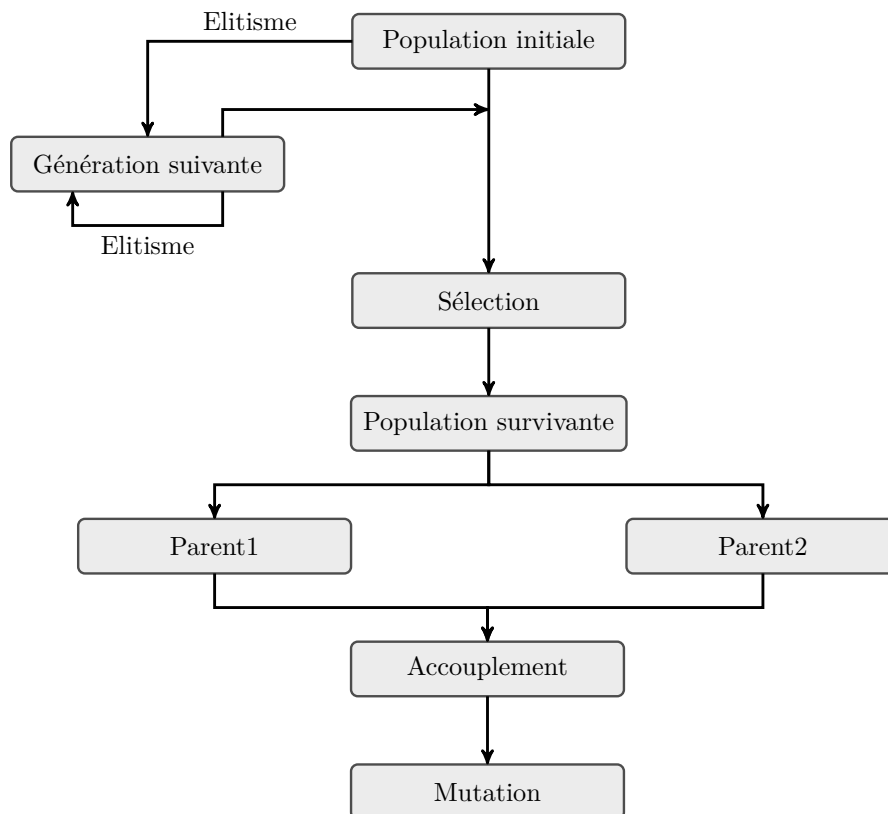 Elitisme
Population initiale
Génération suivante
Elitisme
Sélection
Population survivante
Parent1
Parent2
Accouplement
Mutation